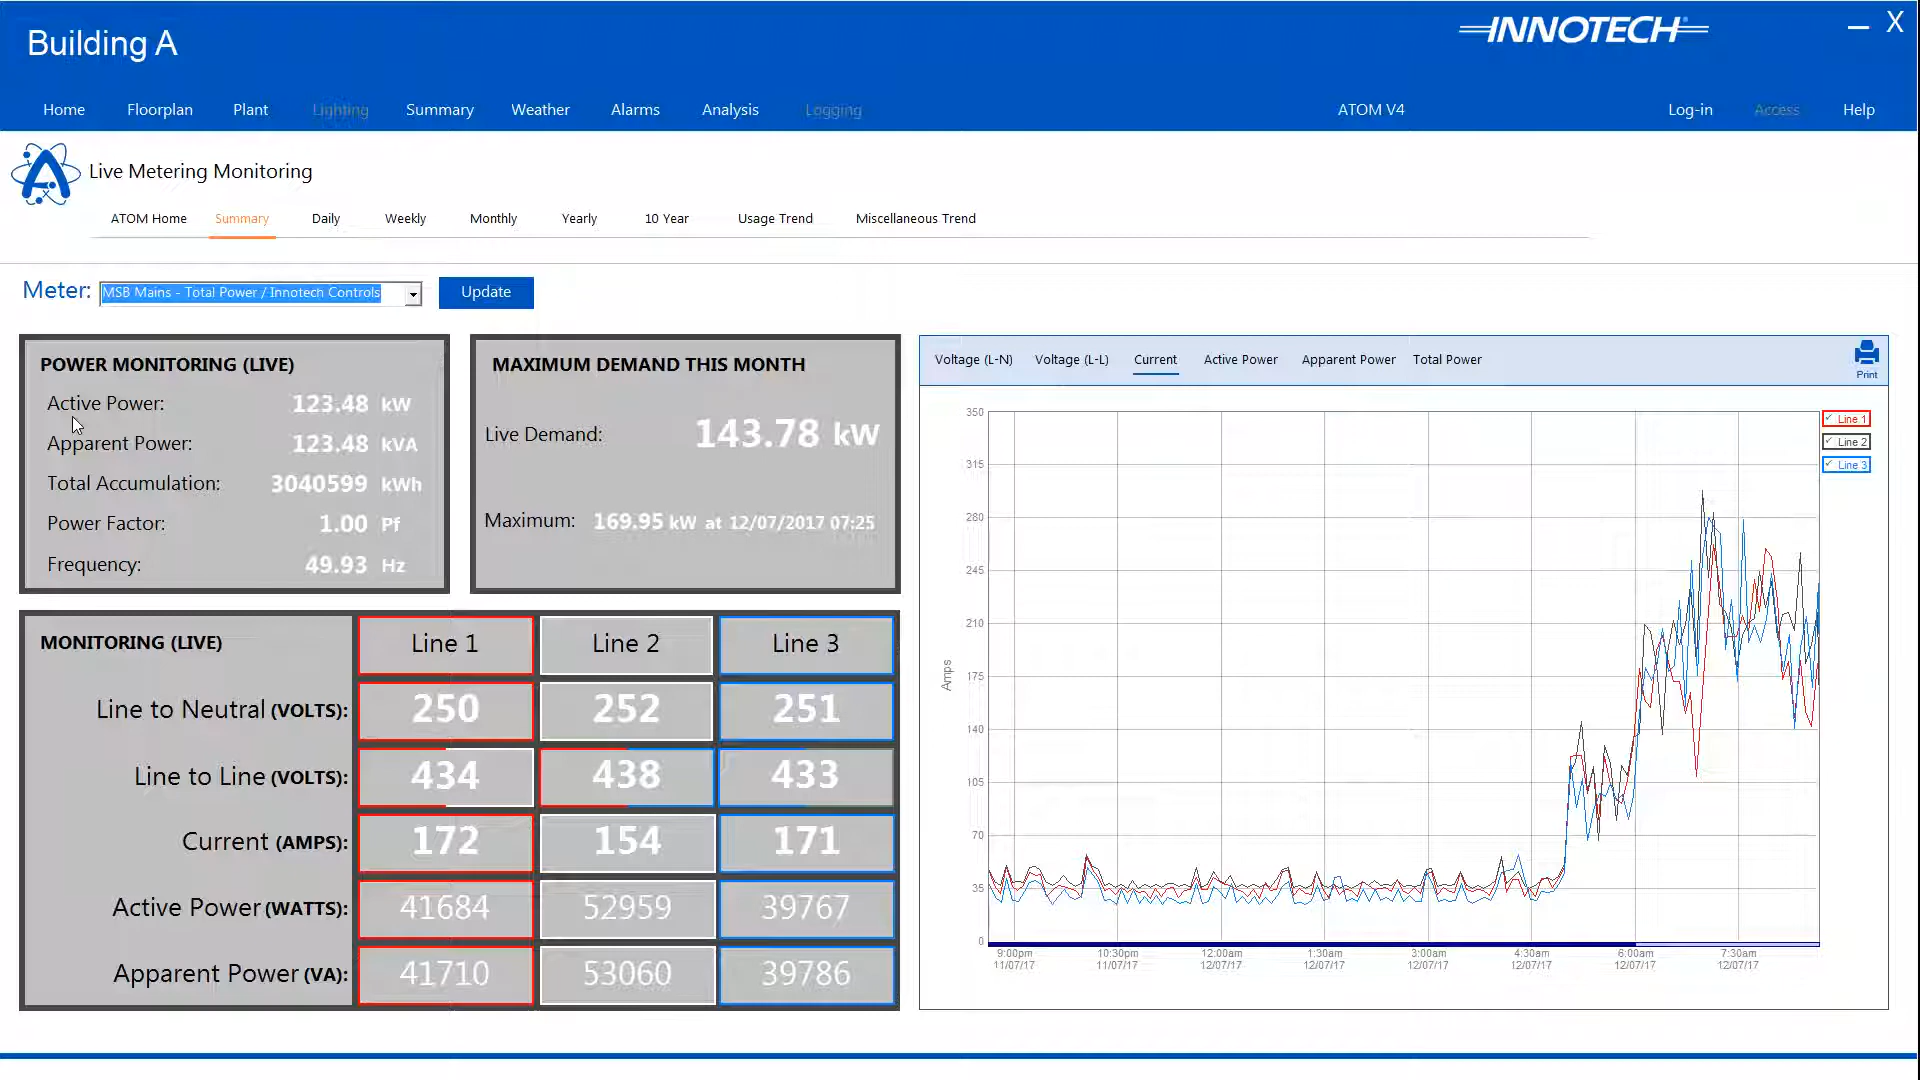 Building A
INNOTECH
Home Floorplan Plant Lighting Summary Weather Alarms Analysis Logging ATOM V4 Log-in Access Help
Live Metering Monitoring
ATOM Home Summary Daily Weekly Monthly Yearly 10 Year Usage Trend Miscellaneous Trend
Meter: MSB Mains - Total Power / Innotech Controls Update
POWER MONITORING (LIVE)
Active Power: 123.48 kW
Apparent Power: 123.48 kVA
Total Accumulation: 3040599 kWh
Power Factor: 1.00 Pf
Frequency: 49.93 Hz
MAXIMUM DEMAND THIS MONTH
Live Demand: 143.78 kW
Maximum: 169.95 kW at 12/07/2017 07:25
MONITORING (LIVE) Line 1 Line 2 Line 3
Line to Neutral (VOLTS): 250 252 251
Line to Line (VOLTS): 434 438 433
Current (AMPS): 172 154 171
Active Power (WATTS): 41684 52959 39767
Apparent Power (VA): 41710 53060 39786
Voltage (L-N) Voltage (L-L) Current Active Power Apparent Power Total Power
Print
Line 1
Line 2
Line 3
350
315
280
245
210
175
140
105
70
35
0
Amps
9:00pm 10:30pm 12:00am 1:30am 3:00am 4:30am 6:00am 7:30am
11/07/17 11/07/17 12/07/17 12/07/17 12/07/17 12/07/17 12/07/17 12/07/17